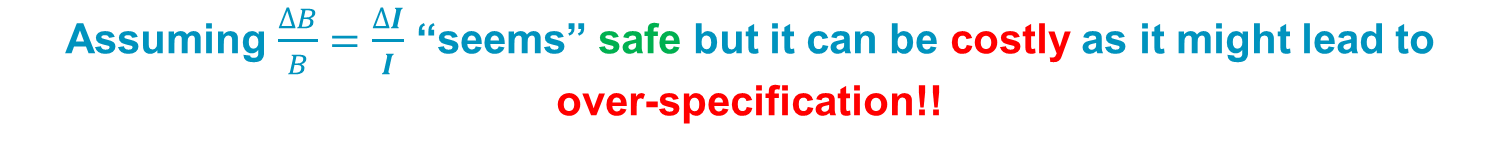 Assuming ΔB/B = ΔI/I “seems” safe but it can be costly as it might lead to
over-specification!!